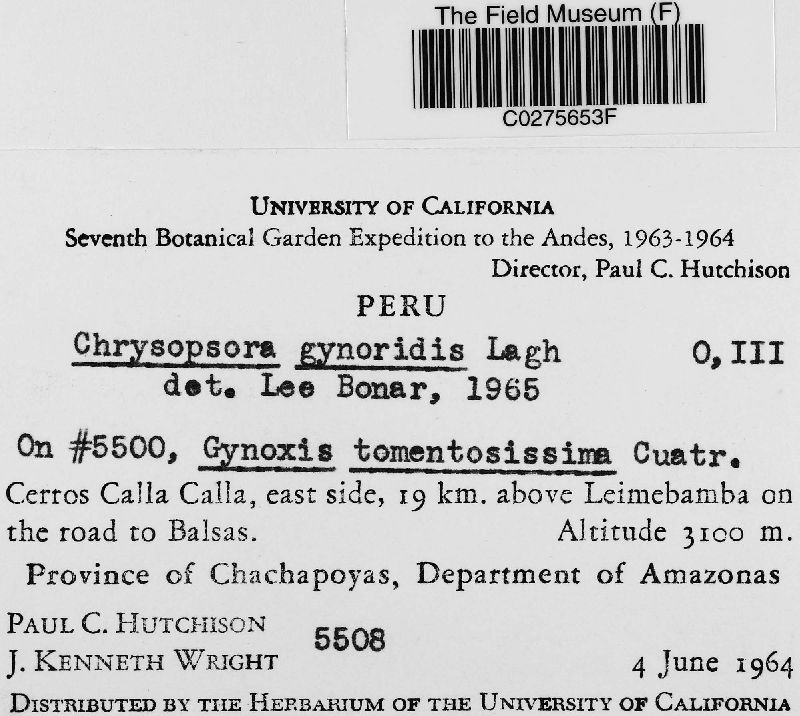 The Field Museum (F)
C0275653F
UNIVERSITY OF CALIFORNIA
Seventh Botanical Garden Expedition to the Andes, 1963-1964
Director, Paul C. Hutchison
PERU
Chrysopsora gynoridis Lagh O, III
det. Lee Bonar, 1965
On #5500, Gynoxis tomentosissima Cuatr.
Cerros Calla Calla, east side, 19 km. above Leimebamba on
the road to Balsas. Altitude 3100 m.
Province of Chachapoyas, Department of Amazonas
PAUL C. HUTCHISON
5508
J. KENNETH WRIGHT 4 June 1964
DISTRIBUTED BY THE HERBARIUM OF THE UNIVERSITY OF CALIFORNIA